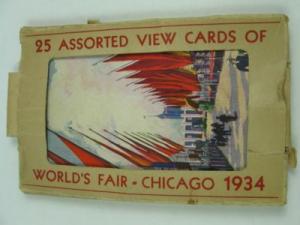 25 ASSORTED VIEW CARDS OF
WORLD'S FAIR - CHICAGO 1934